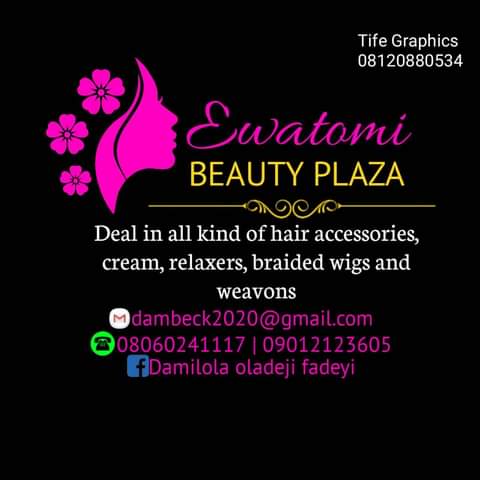 Tife Graphics
08120880534
Ewatomi
BEAUTY PLAZA
Deal in all kind of hair accessories,
cream, relaxers, braided wigs and
weavons
dambeck2020@gmail.com
08060241117 | 09012123605
Damilola oladeji fadeyi